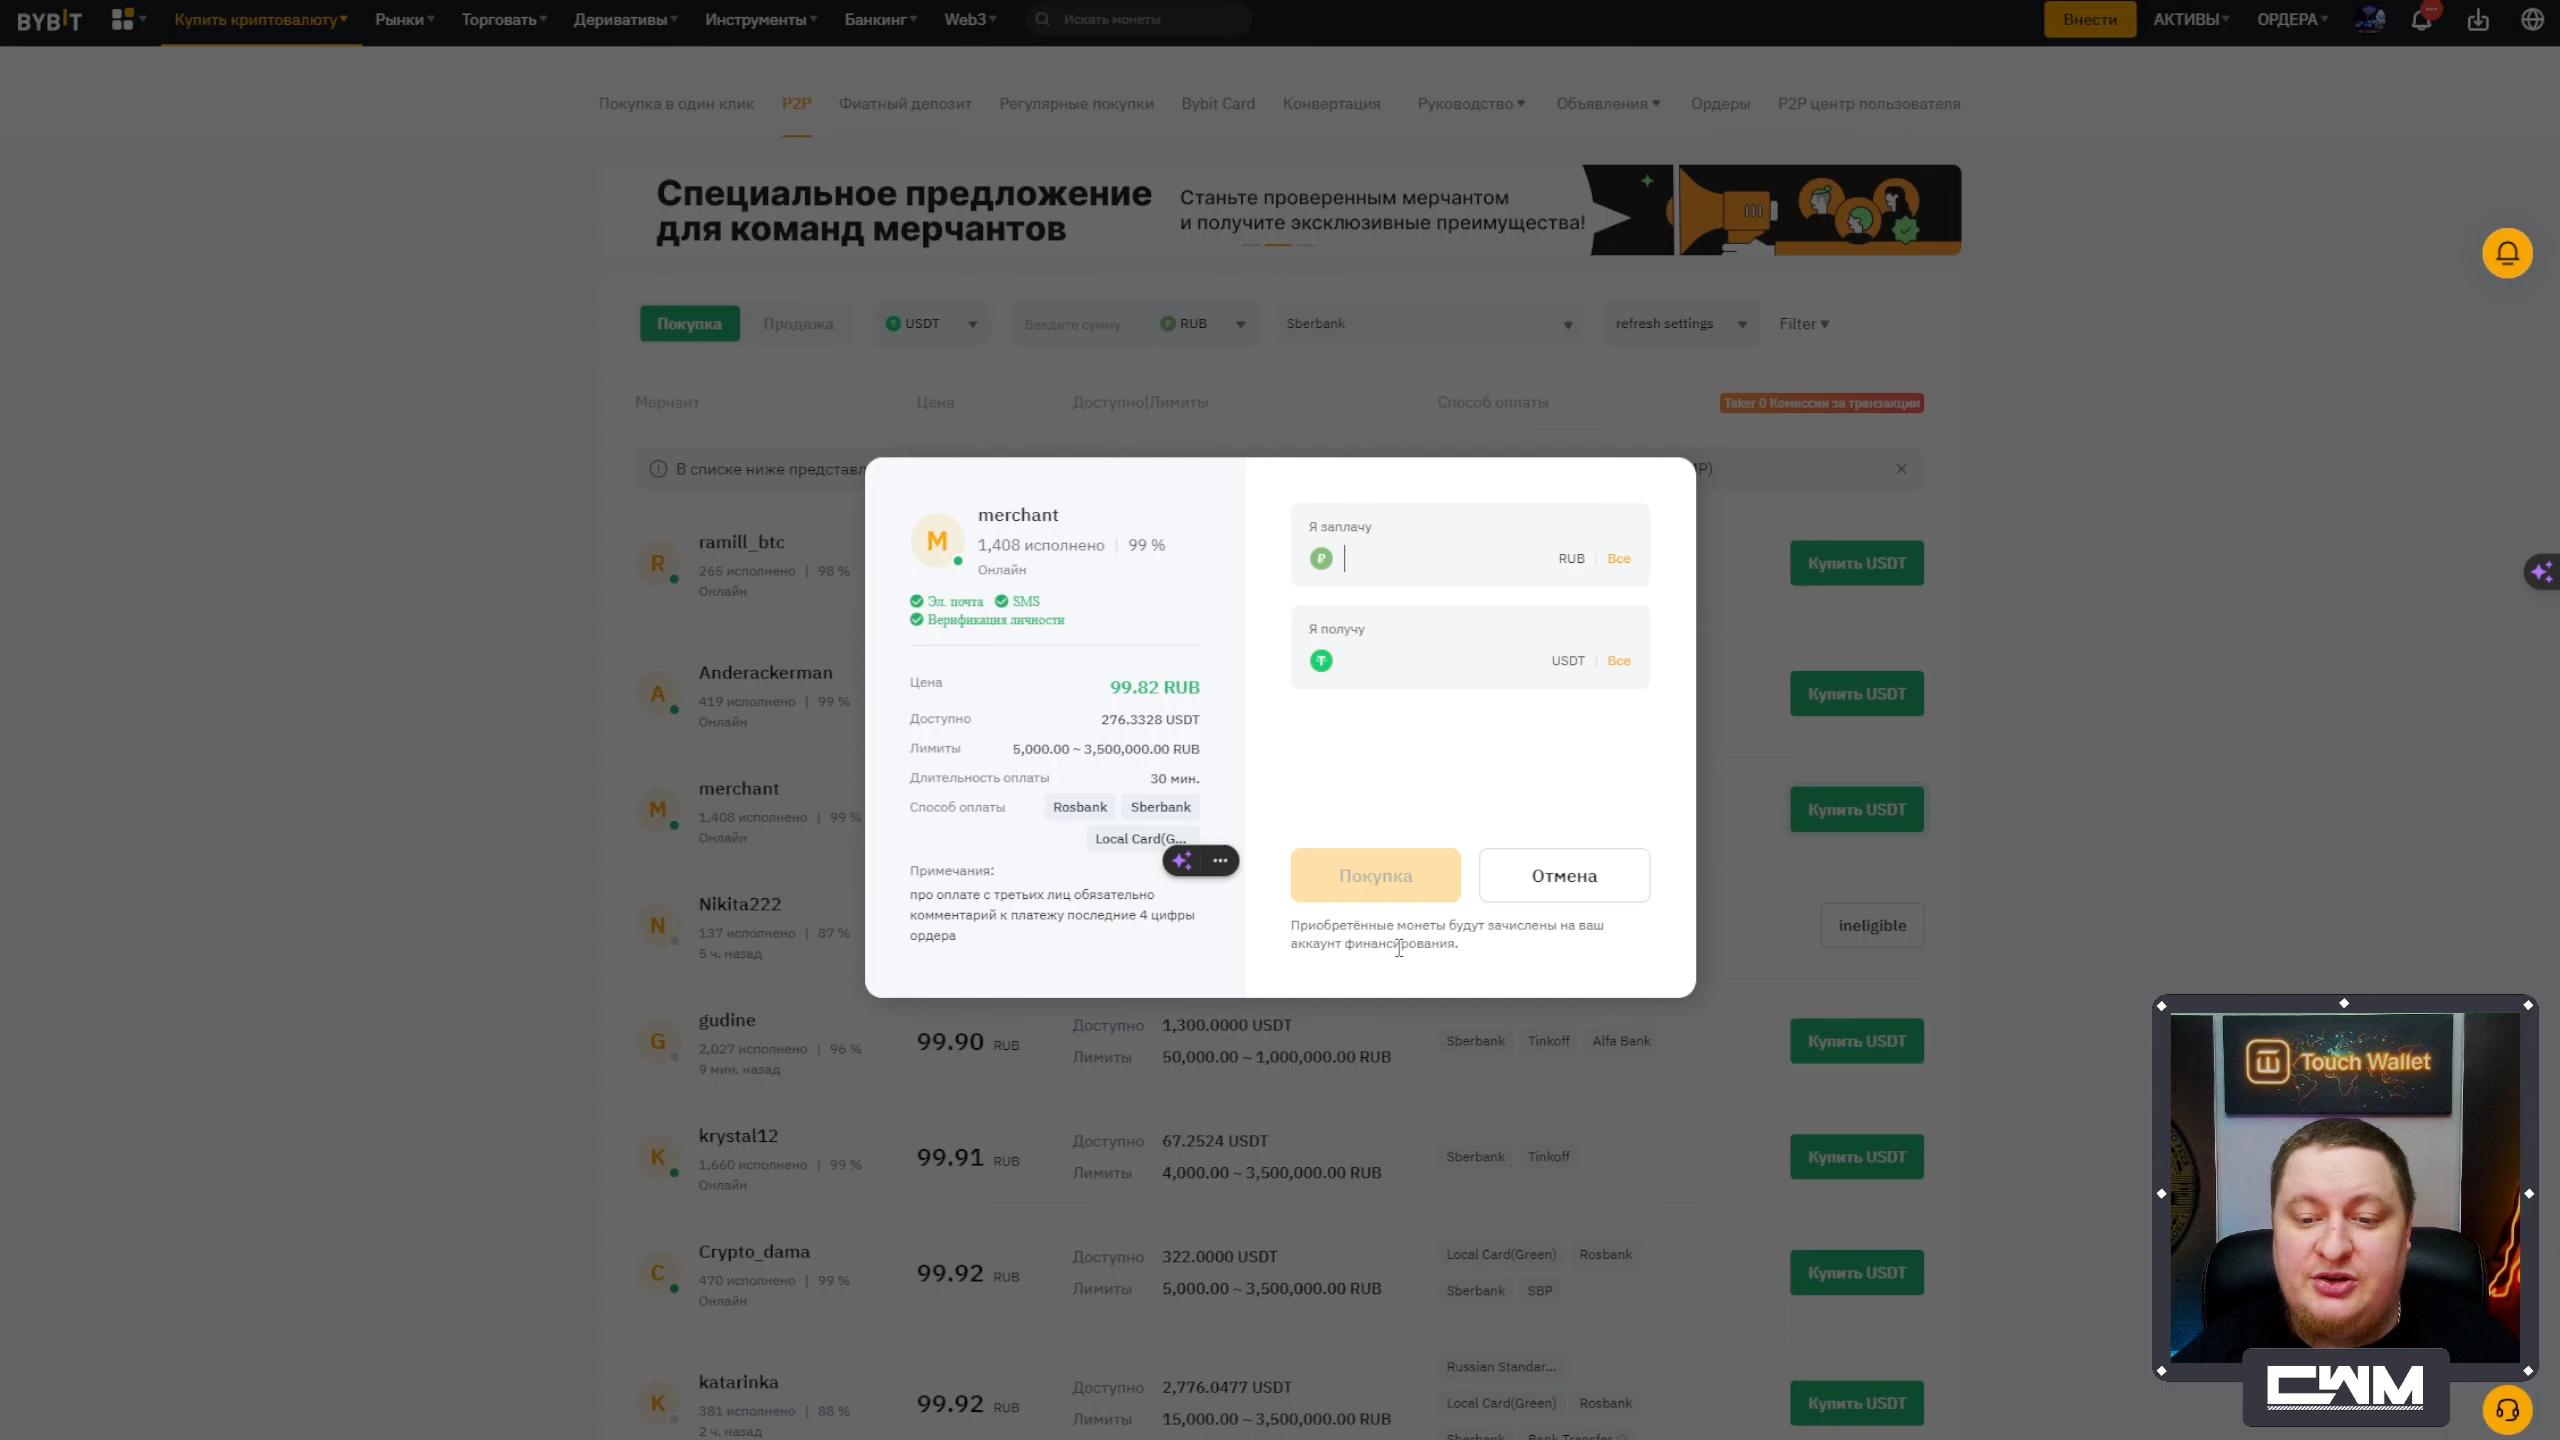 BYBIT
Купить криптовалюту
Рынки
Торговать
Деривативы
Инструменты
Банкинг
Web3
Искать монеты
Внести
АКТИВЫ
ОРДЕРА
Покупка в один клик
P2P
Фиатный депозит
Регулярные покупки
Bybit Card
Конвертация
Руководство
Объявления
Ордеры
P2P центр пользователя
Специальное предложение
для команд мерчантов
Станьте проверенным мерчантом
и получите эксклюзивные преимущества!
Покупка
Продажа
USDT
Введите сумму
RUB
Sberbank
refresh settings
Filter
Мерчант
Цена
Доступно|Лимиты
Способ оплаты
Taker 0 Комиссии за транзакции
В списке ниже представл
R
ramill_btc
265 исполнено | 98 %
Онлайн
Купить USDT
A
Anderackerman
419 исполнено | 99 %
Онлайн
Купить USDT
M
merchant
1,408 исполнено | 99 %
Онлайн
Купить USDT
N
Nikita222
137 исполнено | 87 %
5 ч. назад
ineligible
M
merchant
1,408 исполнено | 99 %
Онлайн
Эл. почта SMS
Верификация личности
Цена 99.82 RUB
Доступно 276.3328 USDT
Лимиты 5,000.00 ~ 3,500,000.00 RUB
Длительность оплаты 30 мин.
Способ оплаты Rosbank Sberbank
Local Card(G...
Примечания:
про оплате с третьих лиц обязательно
комментарий к платежу последние 4 цифры
ордера
Я заплачу
RUB | Все
Я получу
USDT | Все
Покупка
Отмена
Приобретённые монеты будут зачислены на ваш
аккаунт финансирования.
G
gudine
2,027 исполнено | 96 %
9 мин. назад
99.90 RUB
Доступно 1,300.0000 USDT
Лимиты 50,000.00 ~ 1,000,000.00 RUB
Sberbank Tinkoff Alfa Bank
Купить USDT
K
krystal12
1,660 исполнено | 99 %
Онлайн
99.91 RUB
Доступно 67.2524 USDT
Лимиты 4,000.00 ~ 3,500,000.00 RUB
Sberbank Tinkoff
Купить USDT
C
Crypto_dama
470 исполнено | 99 %
Онлайн
99.92 RUB
Доступно 322.0000 USDT
Лимиты 5,000.00 ~ 3,500,000.00 RUB
Local Card(Green) Rosbank
Sberbank SBP
Купить USDT
K
katarinka
381 исполнено | 88 %
2 ч. назад
99.92 RUB
Доступно 2,776.0477 USDT
Лимиты 15,000.00 ~ 3,500,000.00 RUB
Russian Standar...
Local Card(Green) Rosbank
Sberbank Bank Transfer
Купить USDT
Touch Wallet
CWM